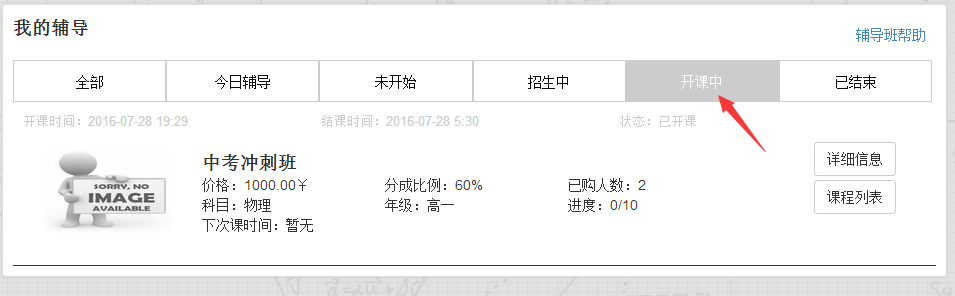 我的辅导
辅导班帮助
全部 今日辅导 未开始 招生中 开课中 已结束
开课时间：2016-07-28 19:29 结课时间：2016-07-28 5:30 状态：已开课
中考冲刺班
详细信息
SORRY, NO
IMAGE
AVAILABLE
价格：1000.00￥ 分成比例：60% 已购人数：2
科目：物理 年级：高一 进度：0/10
课程列表
下次课时间：暂无